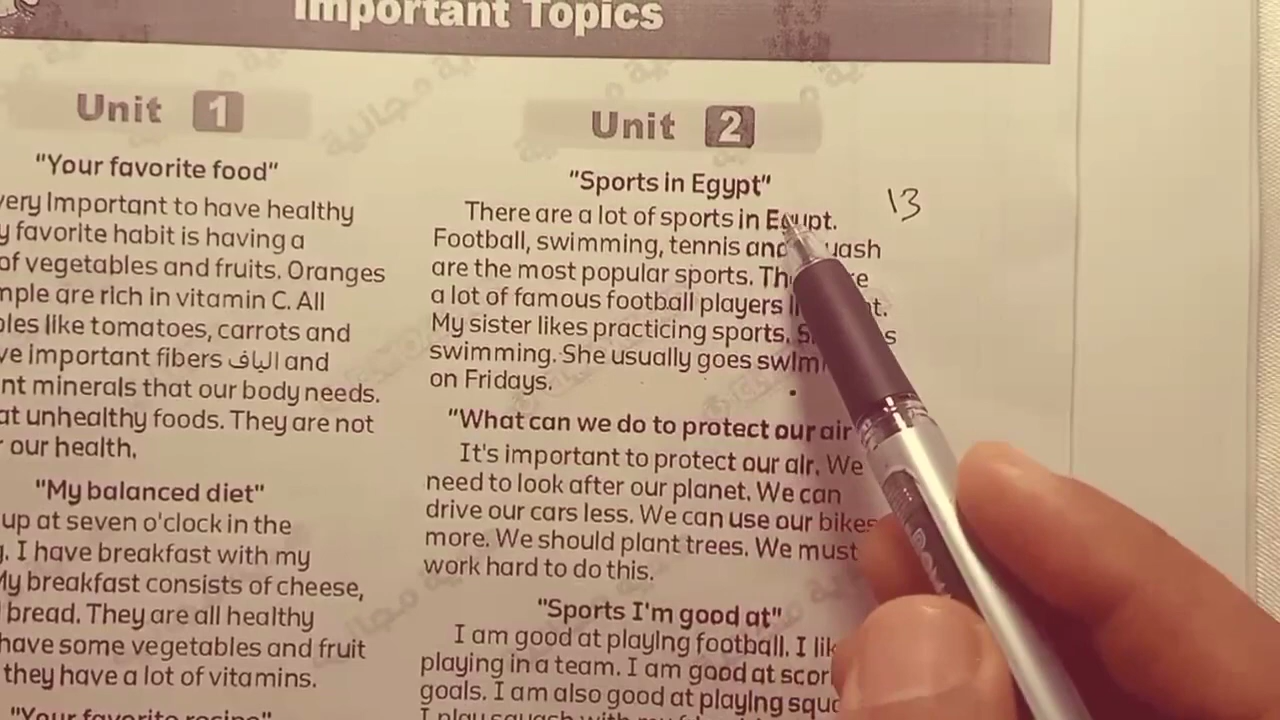 Important Topics
Unit 1
"Your favorite food"
very Important to have healthy
favorite habit is having a
of vegetables and fruits. Oranges
are rich in vitamin C. All
like tomatoes, carrots and
important fibers الياف and
minerals that our body needs.
at unhealthy foods. They are not
our health.
"My balanced diet"
up at seven o'clock in the
I have breakfast with my
My breakfast consists of cheese,
bread. They are all healthy
have some vegetables and fruit
they have a lot of vitamins.
"Your favorite recipe"
Unit 2
"Sports in Egypt"
13
There are a lot of sports in Egypt.
Football, swimming, tennis and
are the most popular sports.
a lot of famous football players
My sister likes practicing sports.
swimming. She usually goes
on Fridays.
"What can we do to protect our air
It's important to protect our air. We
need to look after our planet. We can
drive our cars less. We can use our bikes
more. We should plant trees. We must
work hard to do this.
"Sports I'm good at"
I am good at playing football. I
playing in a team. I am good at
goals. I am also good at playing
I play squash with my